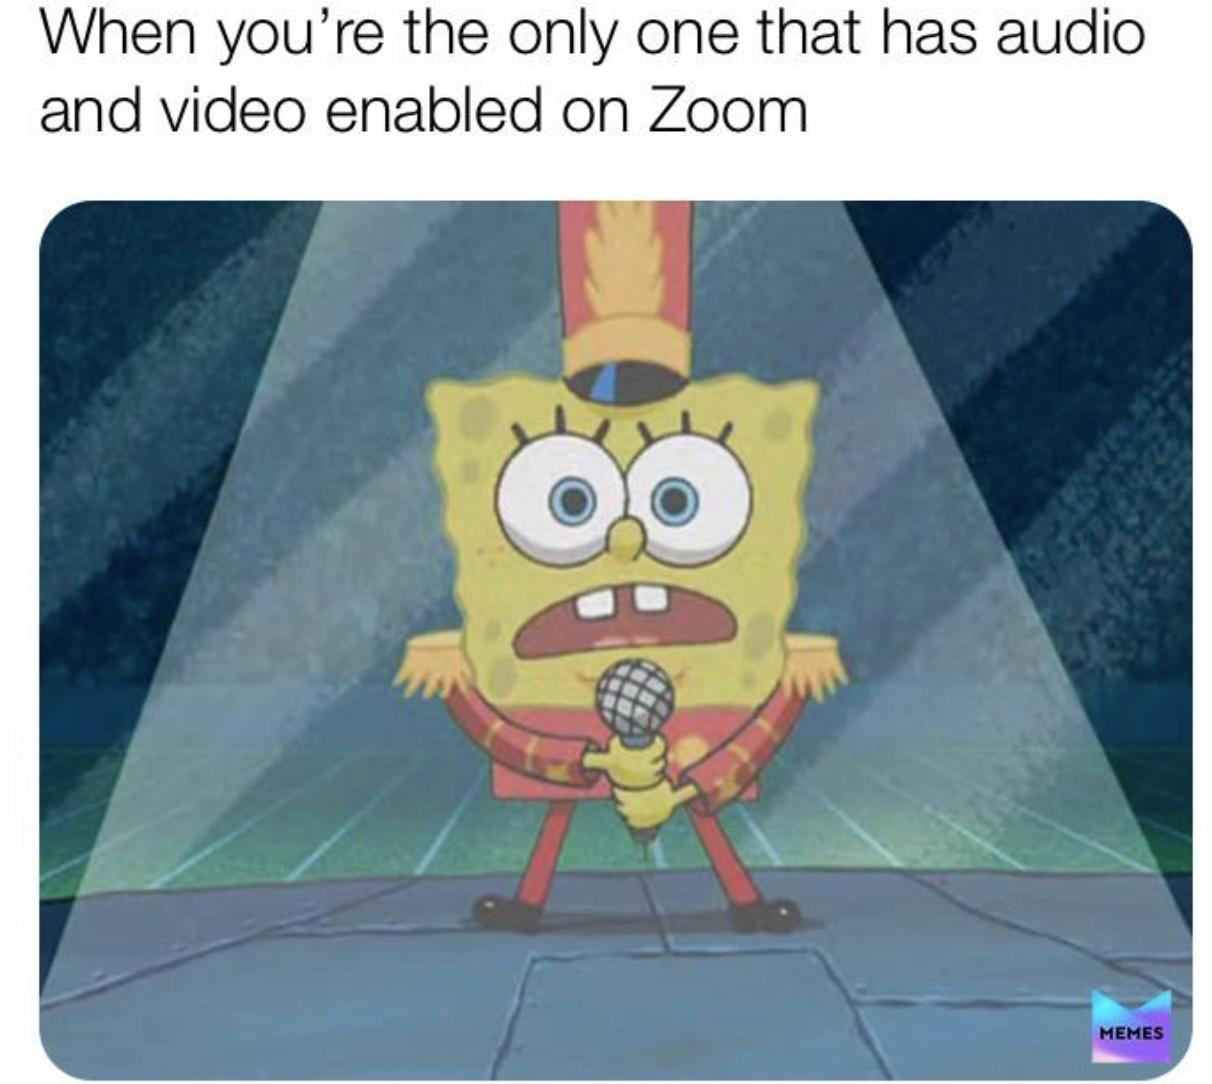 When you’re the only one that has audio
and video enabled on Zoom
MEMES